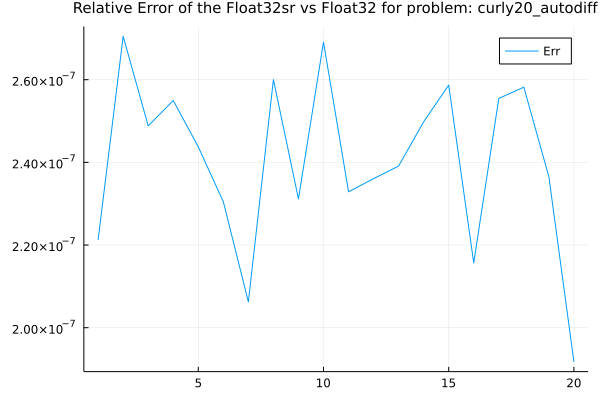 Relative Error of the Float32sr vs Float32 for problem: curly20_autodiff
Err
2.60×10⁻⁷
2.40×10⁻⁷
2.20×10⁻⁷
2.00×10⁻⁷
5 10 15 20